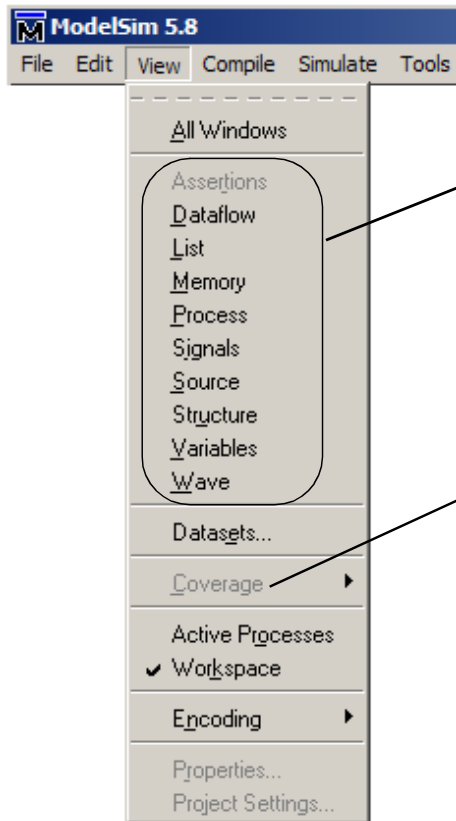 ModelSim 5.8
File Edit View Compile Simulate Tools
All Windows
Assertions
Dataflow
List
Memory
Process
Signals
Source
Structure
Variables
Wave
Datasets...
Coverage
Active Processes
Workspace
Encoding
Properties...
Project Settings...